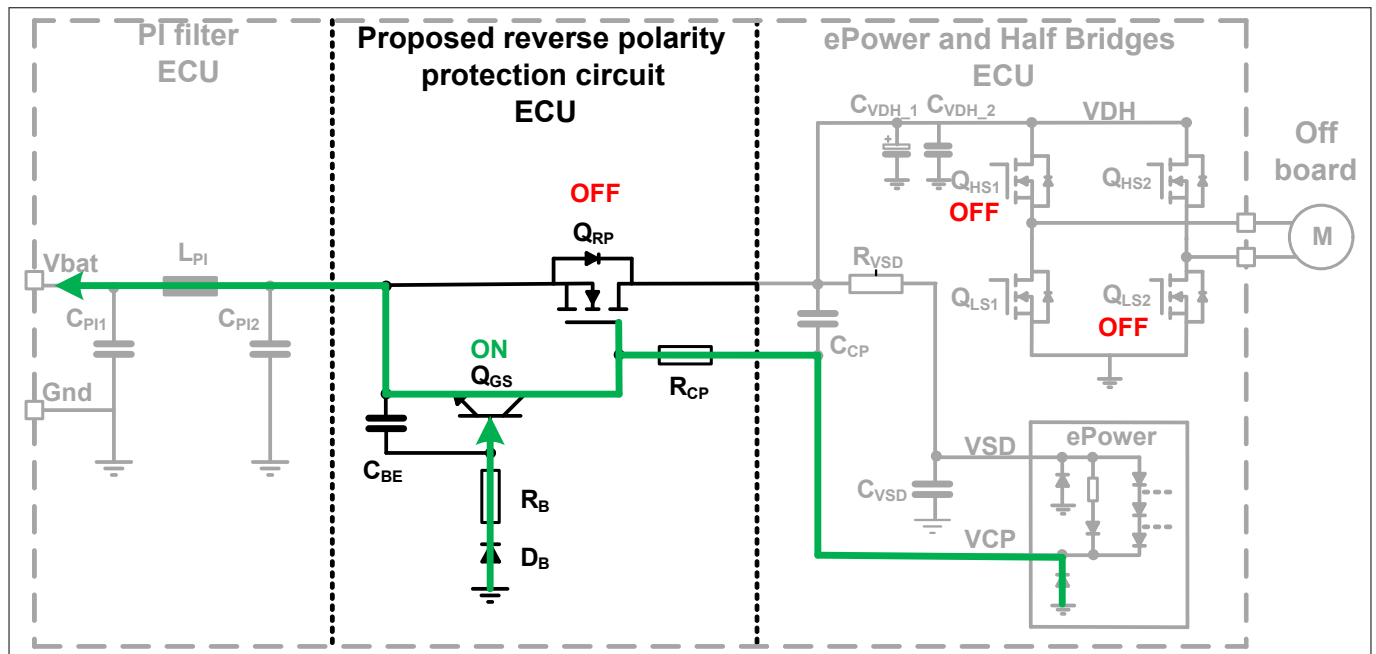 PI filter
ECU
Proposed reverse polarity
protection circuit
ECU
ePower and Half Bridges
ECU
Off
board
CVDH_1
CVDH_2
VDH
+
QHS1
OFF
QHS2
OFF
QRP
Vbat
LPI
RVSD
M
CPI1
CPI2
QLS1
QLS2
OFF
CCP
ON
QGS
RCP
Gnd
CBE
VSD
ePower
RB
CVSD
VCP
DB